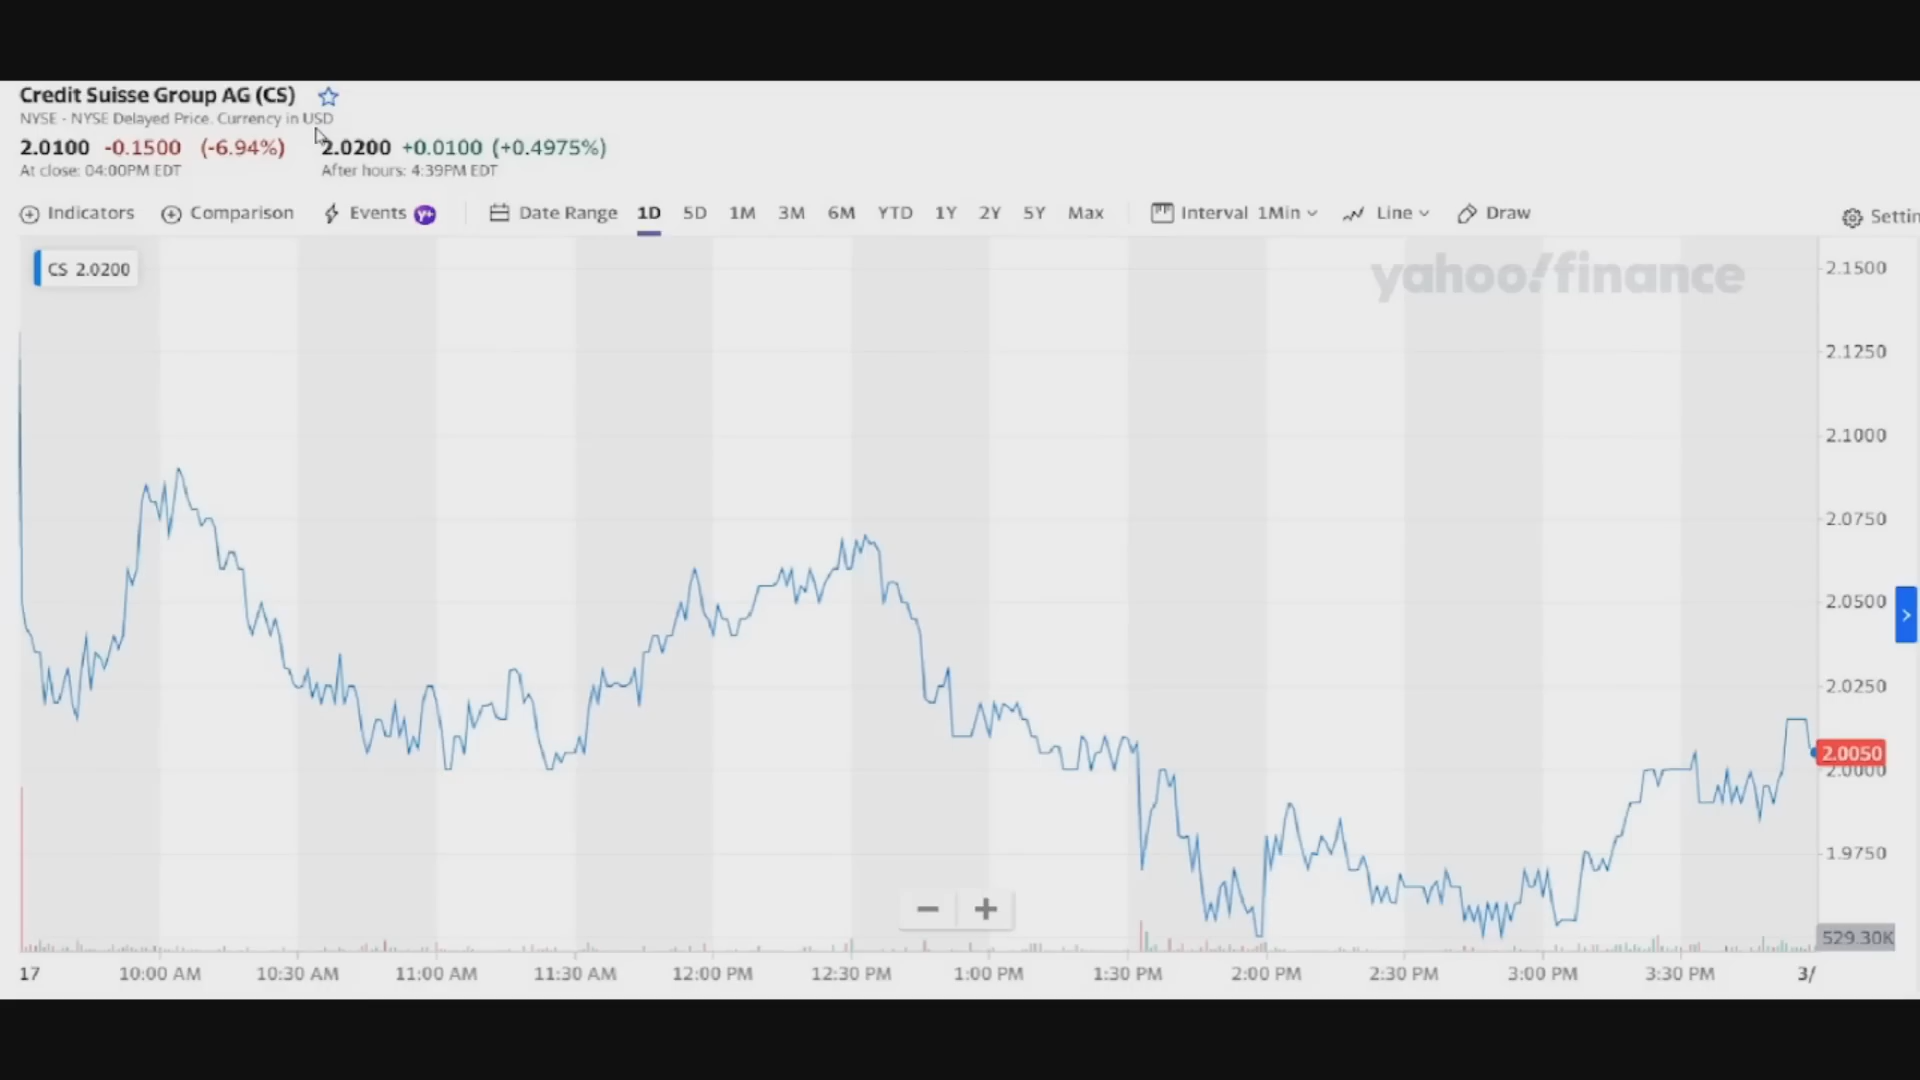 Credit Suisse Group AG (CS)
NYSE - NYSE Delayed Price. Currency in USD
2.0100 -0.1500 (-6.94%) 2.0200 +0.0100 (+0.4975%)
At close: 04:00PM EDT After hours: 4:39PM EDT
Indicators Comparison Events Y+ Date Range 1D 5D 1M 3M 6M YTD 1Y 2Y 5Y Max Interval 1Min Line Draw Settin
CS 2.0200
yahoo!finance
2.1500
2.1250
2.1000
2.0750
2.0500
2.0250
2.0050
2.0000
1.9750
529.30K
17 10:00 AM 10:30 AM 11:00 AM 11:30 AM 12:00 PM 12:30 PM 1:00 PM 1:30 PM 2:00 PM 2:30 PM 3:00 PM 3:30 PM 3/